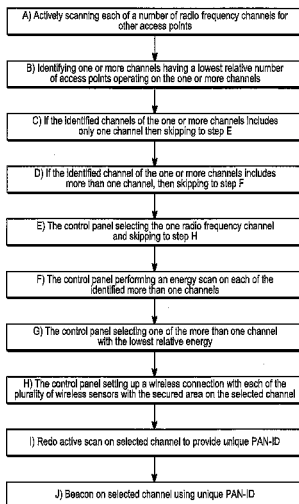 A) Actively scanning each of a number of radio frequency channels for
other access points
B) Identifying one or more channels having a lowest relative number
of access points operating on the one or more channels
C) If the identified channels of the one or more channels includes
only one channel then skipping to step E
D) If the identified channel of the one or more channels includes
more than one channel, then skipping to step F
E) The control panel selecting the one radio frequency channel
and skipping to step H
F) The control panel performing an energy scan on each of the
identified more than one channels
G) The control panel selecting one of the more than one channel
with the lowest relative energy
H) The control panel setting up a wireless connection with each of the
plurality of wireless sensors with the secured area on the selected channel
I) Redo active scan on selected channel to provide unique PAN-ID
J) Beacon on selected channel using unique PAN-ID